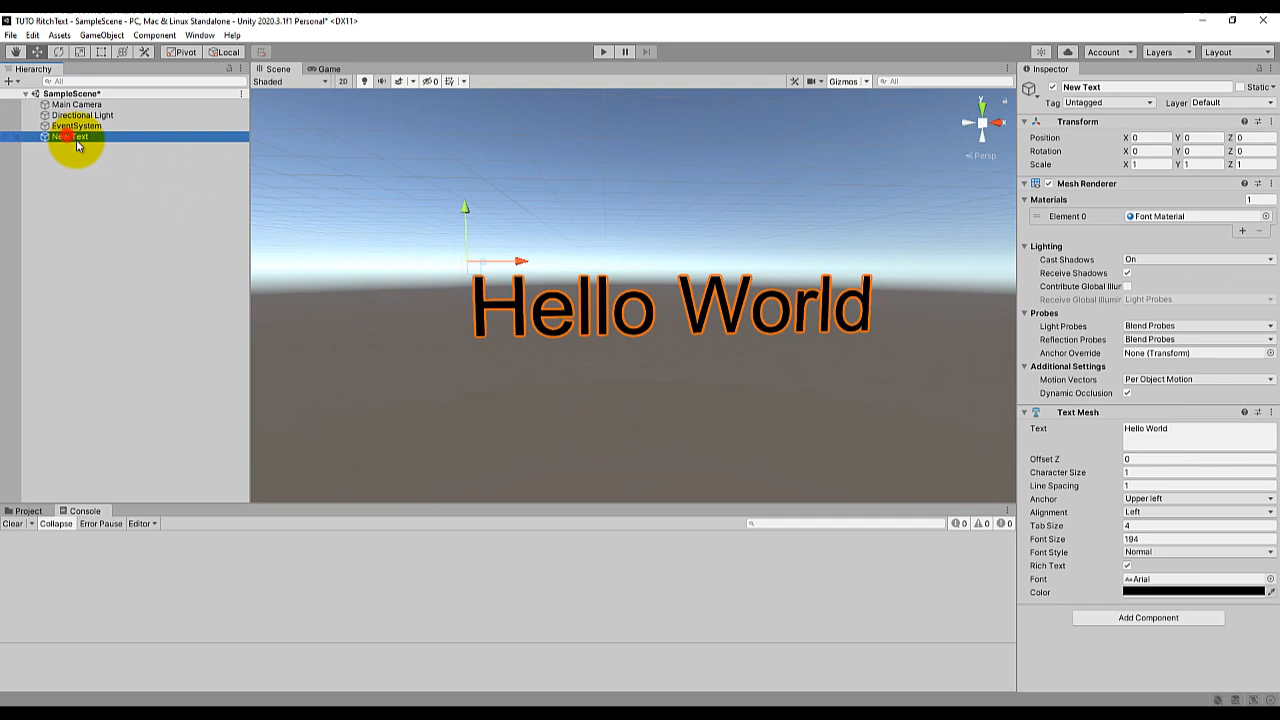 TUTO RitchText - SampleScene - PC, Mac & Linux Standalone - Unity 2020.3.1f1 Personal* <DX11>
File Edit Assets GameObject Component Window Help
Pivot Local Account Layers Layout
Hierarchy
All
SampleScene*
Main Camera
Directional Light
EventSystem
New Text
Scene Game
Shaded 2D 0 Gizmos All
y
x
Persp
Hello World
Inspector
New Text Static
Tag Untagged Layer Default
Transform
Position X 0 Y 0 Z 0
Rotation X 0 Y 0 Z 0
Scale X 1 Y 1 Z 1
Mesh Renderer
Materials 1
Element 0 Font Material
Lighting
Cast Shadows On
Receive Shadows
Contribute Global Illur
Receive Global Illumir Light Probes
Probes
Light Probes Blend Probes
Reflection Probes Blend Probes
Anchor Override None (Transform)
Additional Settings
Motion Vectors Per Object Motion
Dynamic Occlusion
Text Mesh
Text Hello World
Offset Z 0
Character Size 1
Line Spacing 1
Anchor Upper left
Alignment Left
Tab Size 4
Font Size 194
Font Style Normal
Rich Text
Font Aa Arial
Color
Add Component
Project Console
Clear Collapse Error Pause Editor 0 0 0